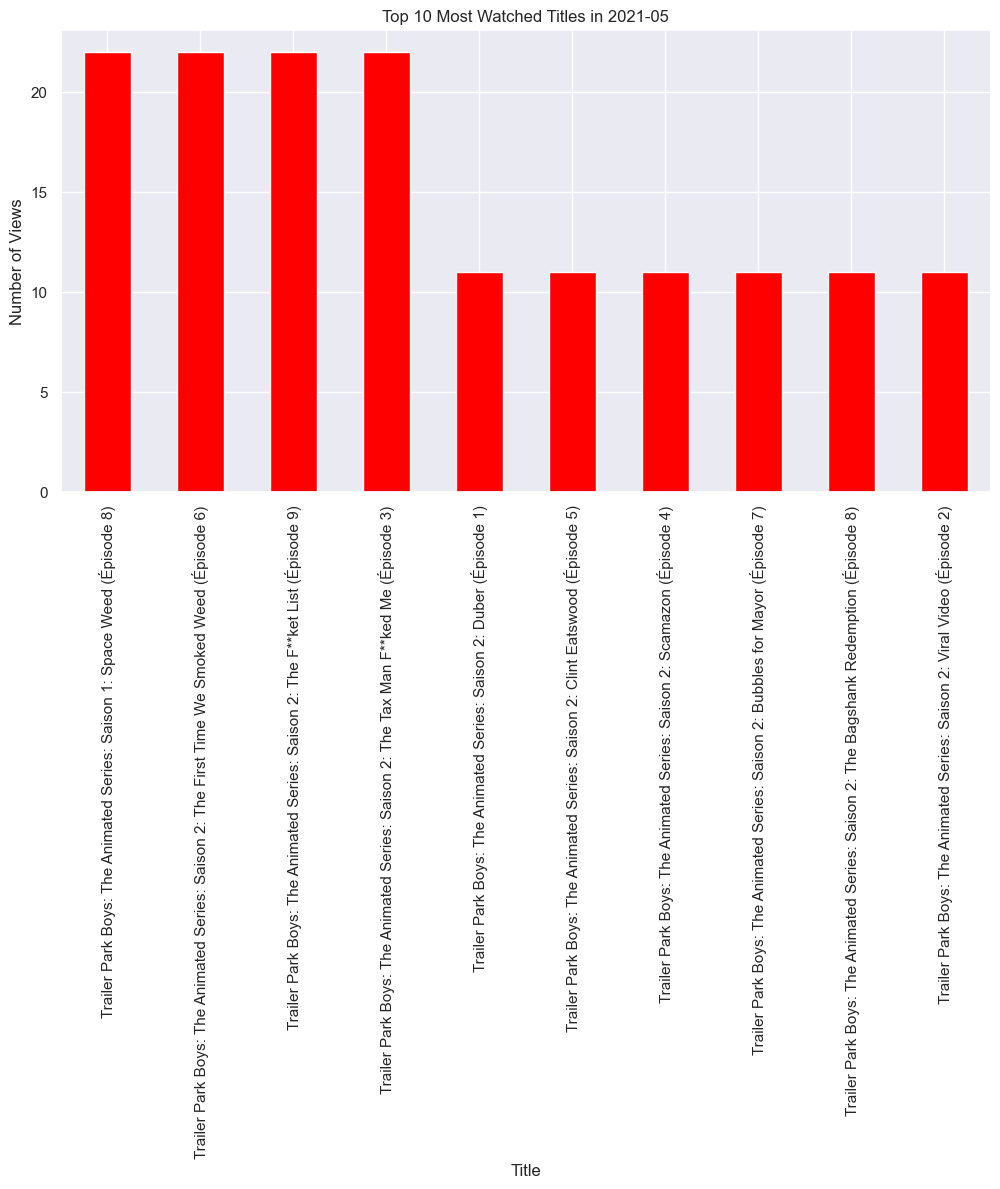 Top 10 Most Watched Titles in 2021-05
Number of Views
20
15
10
5
0
Trailer Park Boys: The Animated Series: Saison 1: Space Weed (Épisode 8)
Trailer Park Boys: The Animated Series: Saison 2: The First Time We Smoked Weed (Épisode 6)
Trailer Park Boys: The Animated Series: Saison 2: The F**ket List (Épisode 9)
Trailer Park Boys: The Animated Series: Saison 2: The Tax Man F**ked Me (Épisode 3)
Trailer Park Boys: The Animated Series: Saison 2: Duber (Épisode 1)
Trailer Park Boys: The Animated Series: Saison 2: Clint Eatswood (Épisode 5)
Trailer Park Boys: The Animated Series: Saison 2: Scamazon (Épisode 4)
Trailer Park Boys: The Animated Series: Saison 2: Bubbles for Mayor (Épisode 7)
Trailer Park Boys: The Animated Series: Saison 2: The Bagshank Redemption (Épisode 8)
Trailer Park Boys: The Animated Series: Saison 2: Viral Video (Épisode 2)
Title